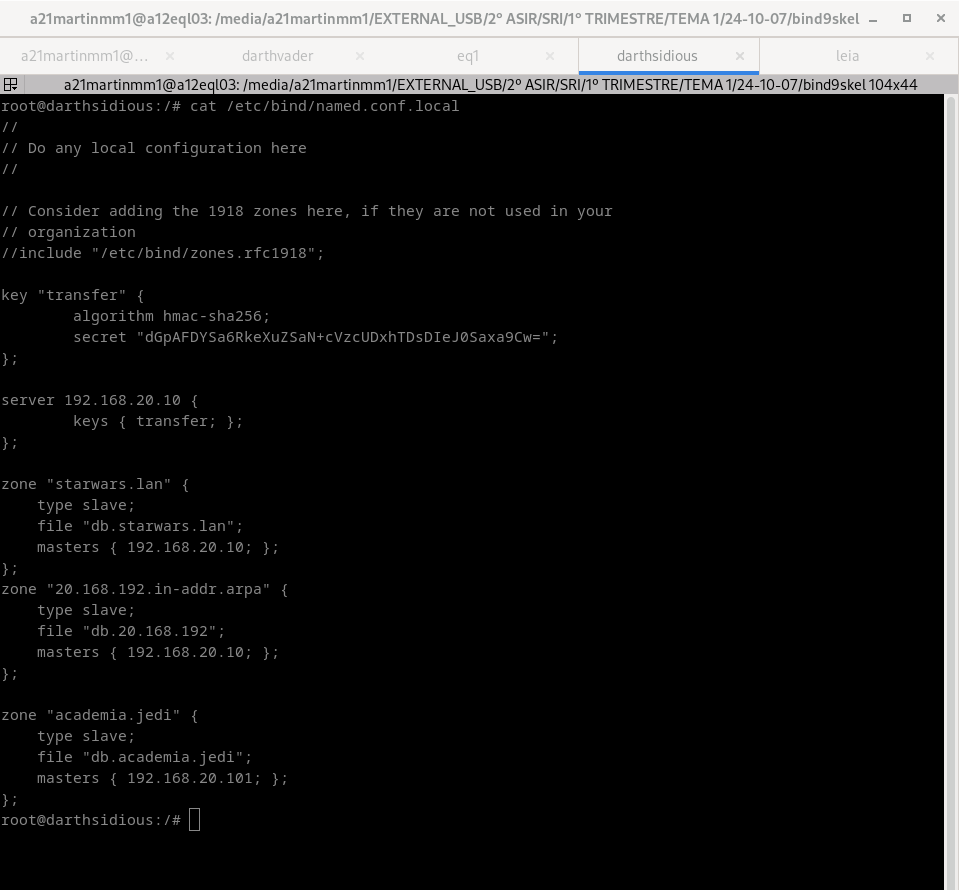 a21martinmm1@a12eql03: /media/a21martinmm1/EXTERNAL_USB/2º ASIR/SRI/1º TRIMESTRE/TEMA 1/24-10-07/bind9skel
a21martinmm1@... darthvader eq1 darthsidious leia
a21martinmm1@a12eql03: /media/a21martinmm1/EXTERNAL_USB/2º ASIR/SRI/1º TRIMESTRE/TEMA 1/24-10-07/bind9skel 104x44
root@darthsidious:/# cat /etc/bind/named.conf.local
//
// Do any local configuration here
//
// Consider adding the 1918 zones here, if they are not used in your
// organization
//include "/etc/bind/zones.rfc1918";
key "transfer" {
algorithm hmac-sha256;
secret "dGpAFDYSa6RkeXuZSaN+cVzcUDxhTDsDIeJ0Saxa9Cw=";
};
server 192.168.20.10 {
keys { transfer; };
};
zone "starwars.lan" {
type slave;
file "db.starwars.lan";
masters { 192.168.20.10; };
};
zone "20.168.192.in-addr.arpa" {
type slave;
file "db.20.168.192";
masters { 192.168.20.10; };
};
zone "academia.jedi" {
type slave;
file "db.academia.jedi";
masters { 192.168.20.101; };
};
root@darthsidious:/#